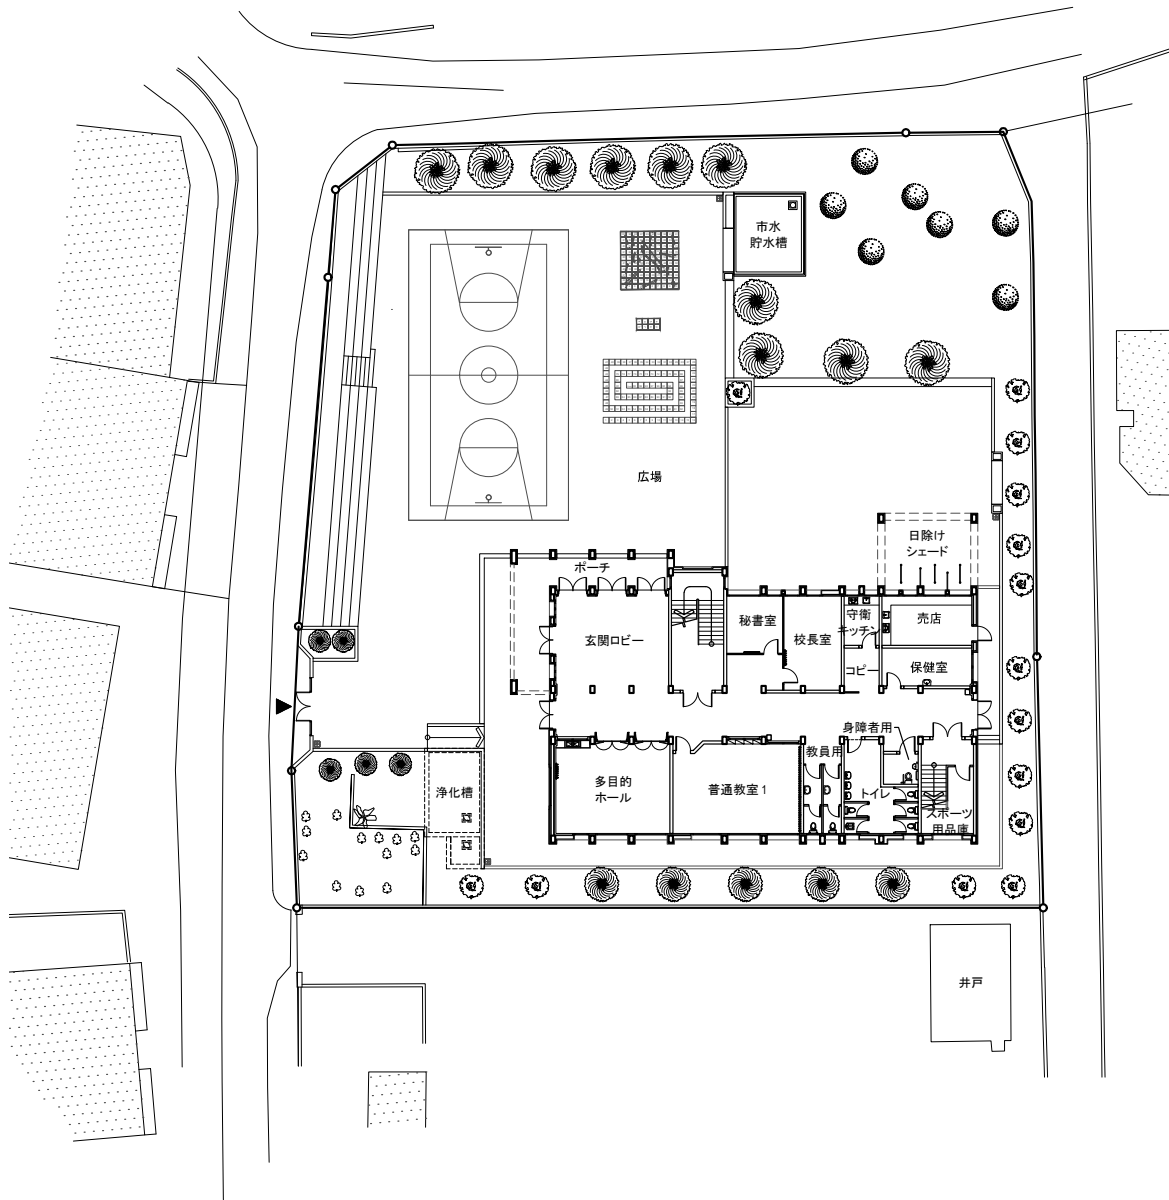 市水
貯水槽
広場
日除け
シェード
ポーチ
秘書室
守衛
キッチン
売店
玄関ロビー
校長室
コピー
保健室
身障者用
教員用
浄化槽
多目的
ホール
普通教室1
トイレ
スポーツ
用品庫
井戸